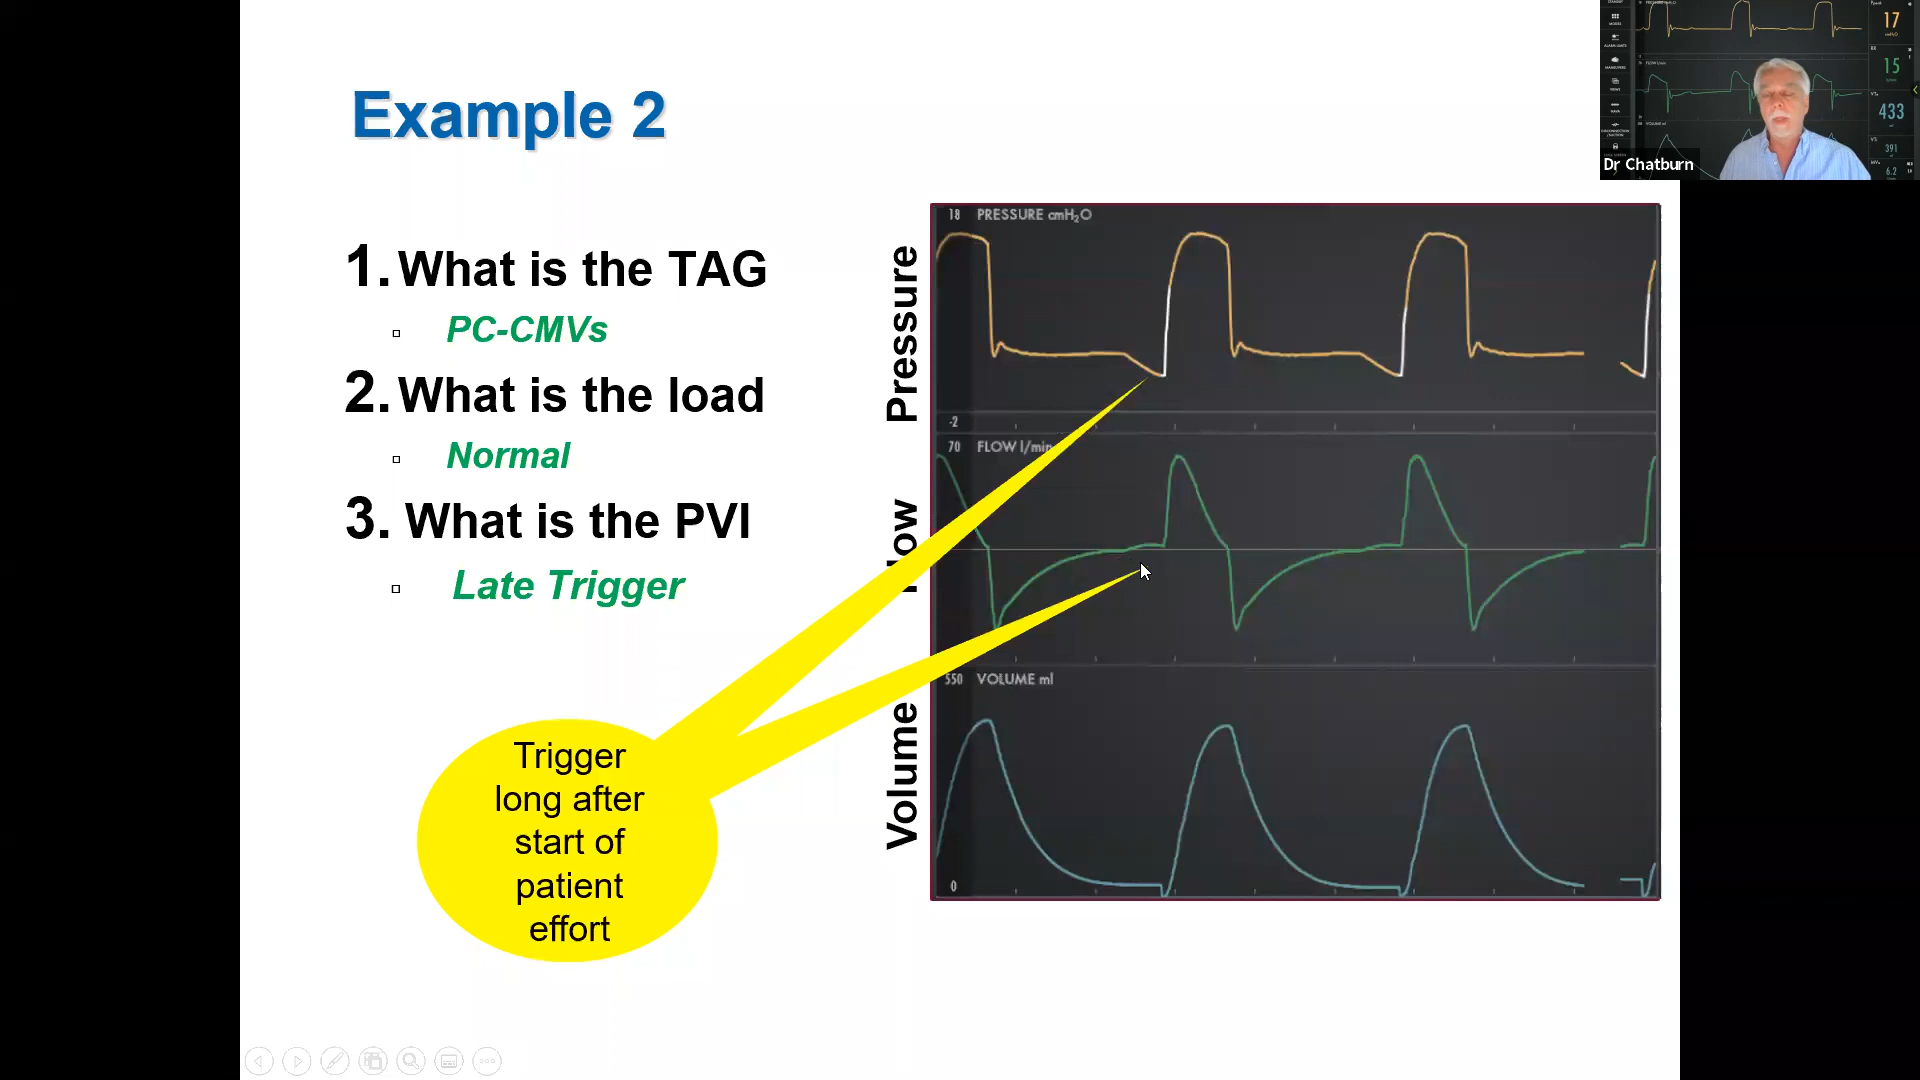 Example 2
1. What is the TAG
PC-CMVs
2. What is the load
Normal
3. What is the PVI
Late Trigger
Trigger
long after
start of
patient
effort
Pressure
Volume
18 PRESSURE cmH₂O
-2
70 FLOW l/min
550 VOLUME ml
0
17
15
433
391
6.2
Dr Chatburn